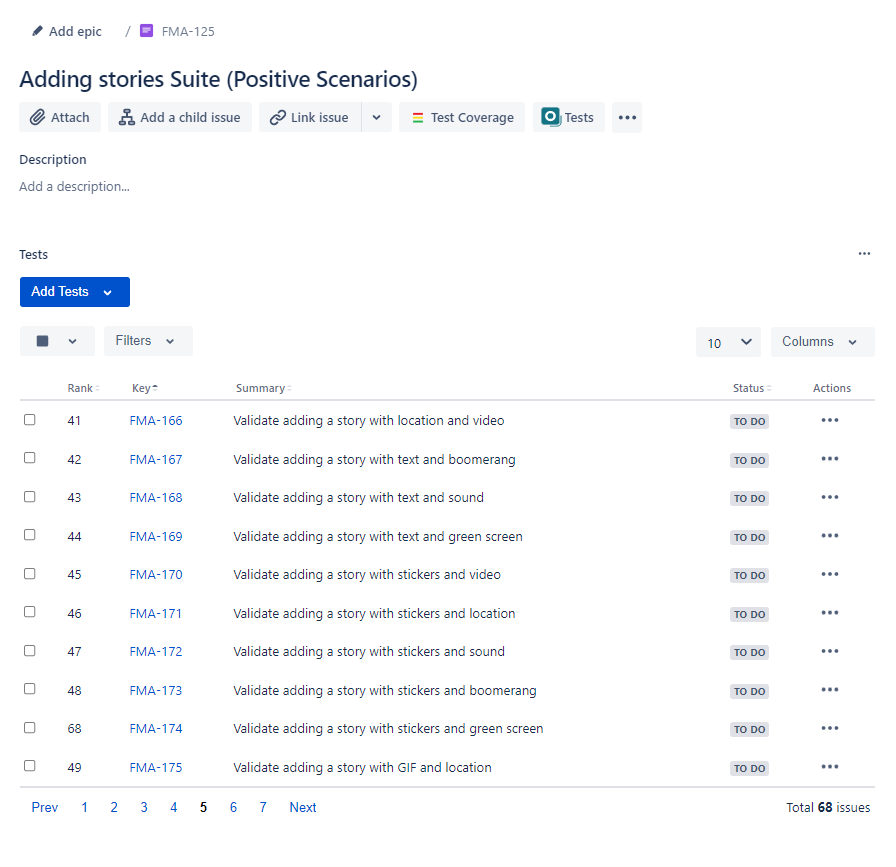 Add epic / FMA-125
Adding stories Suite (Positive Scenarios)
Attach Add a child issue Link issue Test Coverage Tests
Description
Add a description...
Tests
Add Tests
Filters 10 Columns
Rank Key Summary Status Actions
41 FMA-166 Validate adding a story with location and video TO DO
42 FMA-167 Validate adding a story with text and boomerang TO DO
43 FMA-168 Validate adding a story with text and sound TO DO
44 FMA-169 Validate adding a story with text and green screen TO DO
45 FMA-170 Validate adding a story with stickers and video TO DO
46 FMA-171 Validate adding a story with stickers and location TO DO
47 FMA-172 Validate adding a story with stickers and sound TO DO
48 FMA-173 Validate adding a story with stickers and boomerang TO DO
68 FMA-174 Validate adding a story with stickers and green screen TO DO
49 FMA-175 Validate adding a story with GIF and location TO DO
Prev 1 2 3 4 5 6 7 Next Total 68 issues